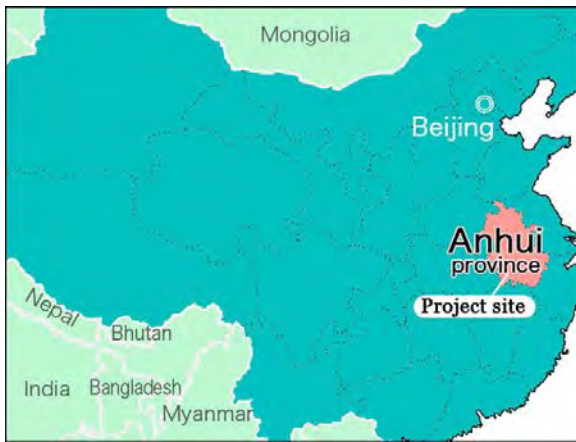 Mongolia
Beijing
Anhui
province
Project site
Nepal
Bhutan
India
Bangladesh
Myanmar